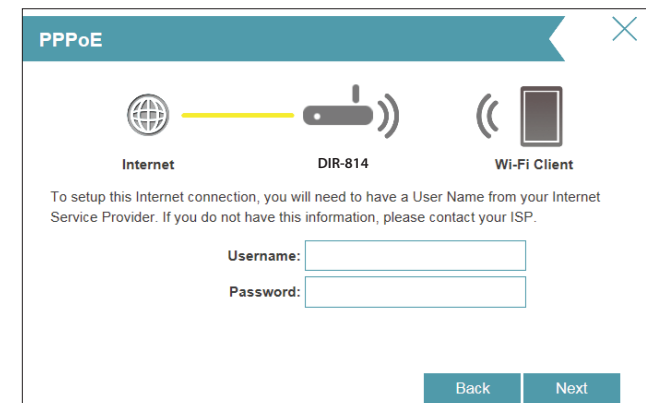 PPPoE
Internet
DIR-814
Wi-Fi Client
To setup this Internet connection, you will need to have a User Name from your Internet
Service Provider. If you do not have this information, please contact your ISP.
Username:
Password:
Back
Next